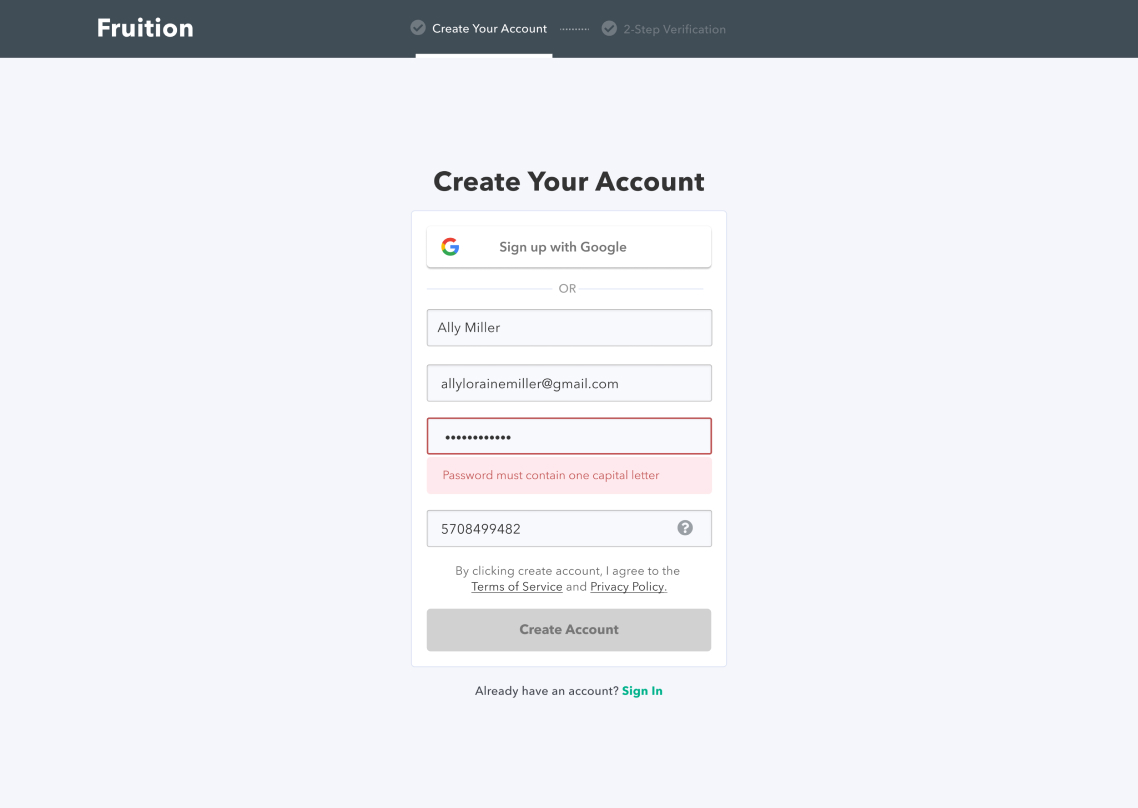 Fruition
Create Your Account
2-Step Verification
Create Your Account
Sign up with Google
OR
Ally Miller
allylorainemiller@gmail.com
••••••••••••
Password must contain one capital letter
5708499482
?
By clicking create account, I agree to the
Terms of Service and Privacy Policy.
Create Account
Already have an account? Sign In